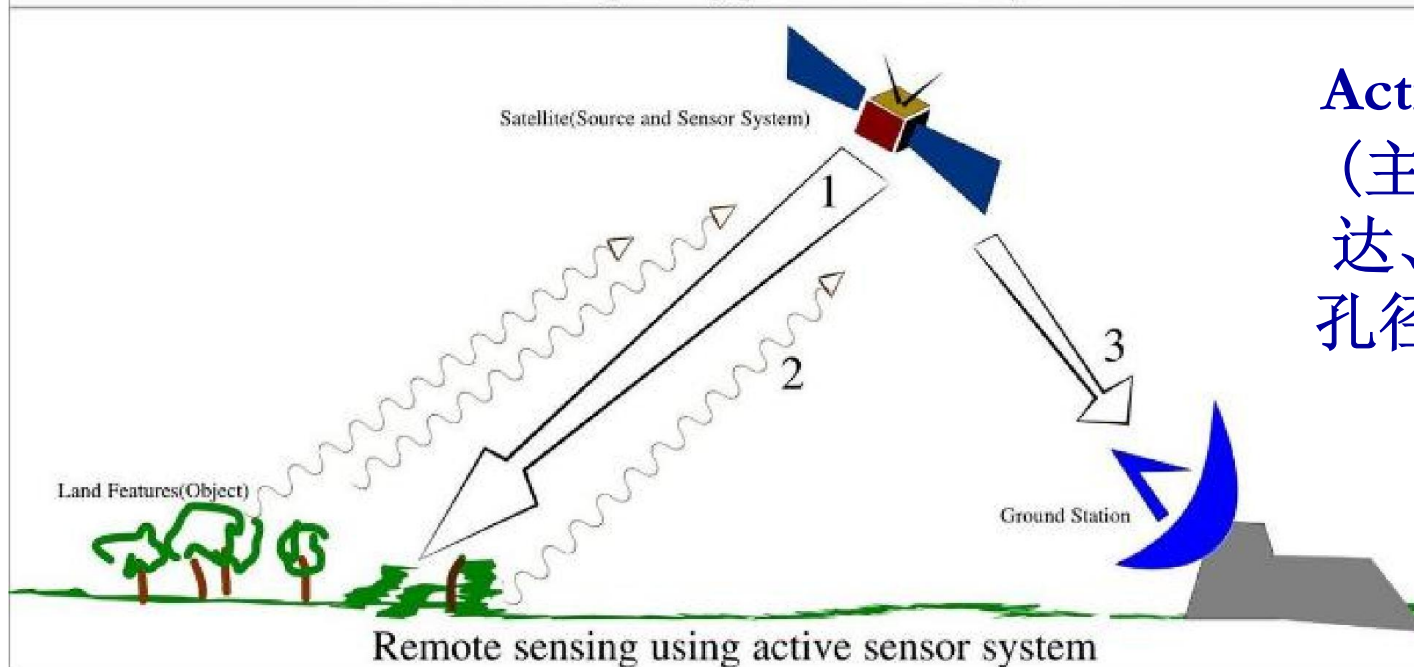 Satellite(Source and Sensor System)
1
2
3
Land Features(Object)
Ground Station
Remote sensing using active sensor system
Act
（主
达、
孔径